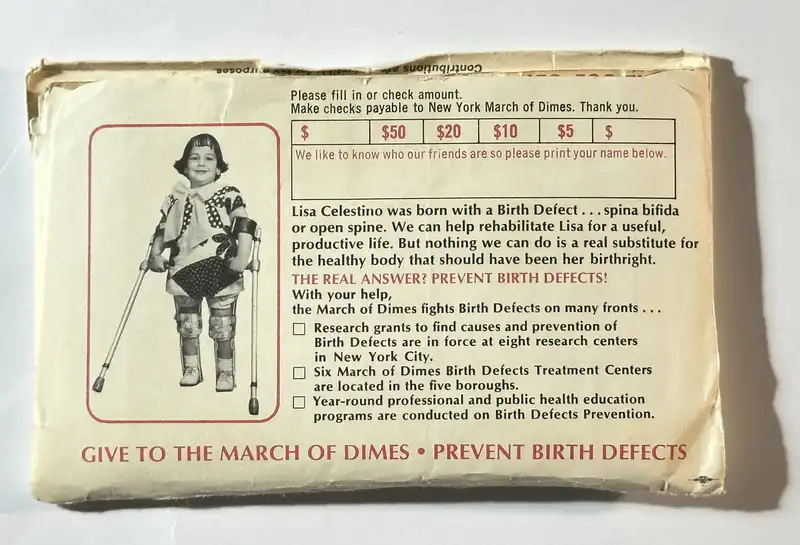 Contributions are
urposes.
Please fill in or check amount.
Make checks payable to New York March of Dimes. Thank you.
$ $50 $20 $10 $5 $
We like to know who our friends are so please print your name below.
Lisa Celestino was born with a Birth Defect . . . spina bifida
or open spine. We can help rehabilitate Lisa for a useful,
productive life. But nothing we can do is a real substitute for
the healthy body that should have been her birthright.
THE REAL ANSWER? PREVENT BIRTH DEFECTS!
With your help,
the March of Dimes fights Birth Defects on many fronts . . .
Research grants to find causes and prevention of
Birth Defects are in force at eight research centers
in New York City.
Six March of Dimes Birth Defects Treatment Centers
are located in the five boroughs.
Year-round professional and public health education
programs are conducted on Birth Defects Prevention.
GIVE TO THE MARCH OF DIMES • PREVENT BIRTH DEFECTS